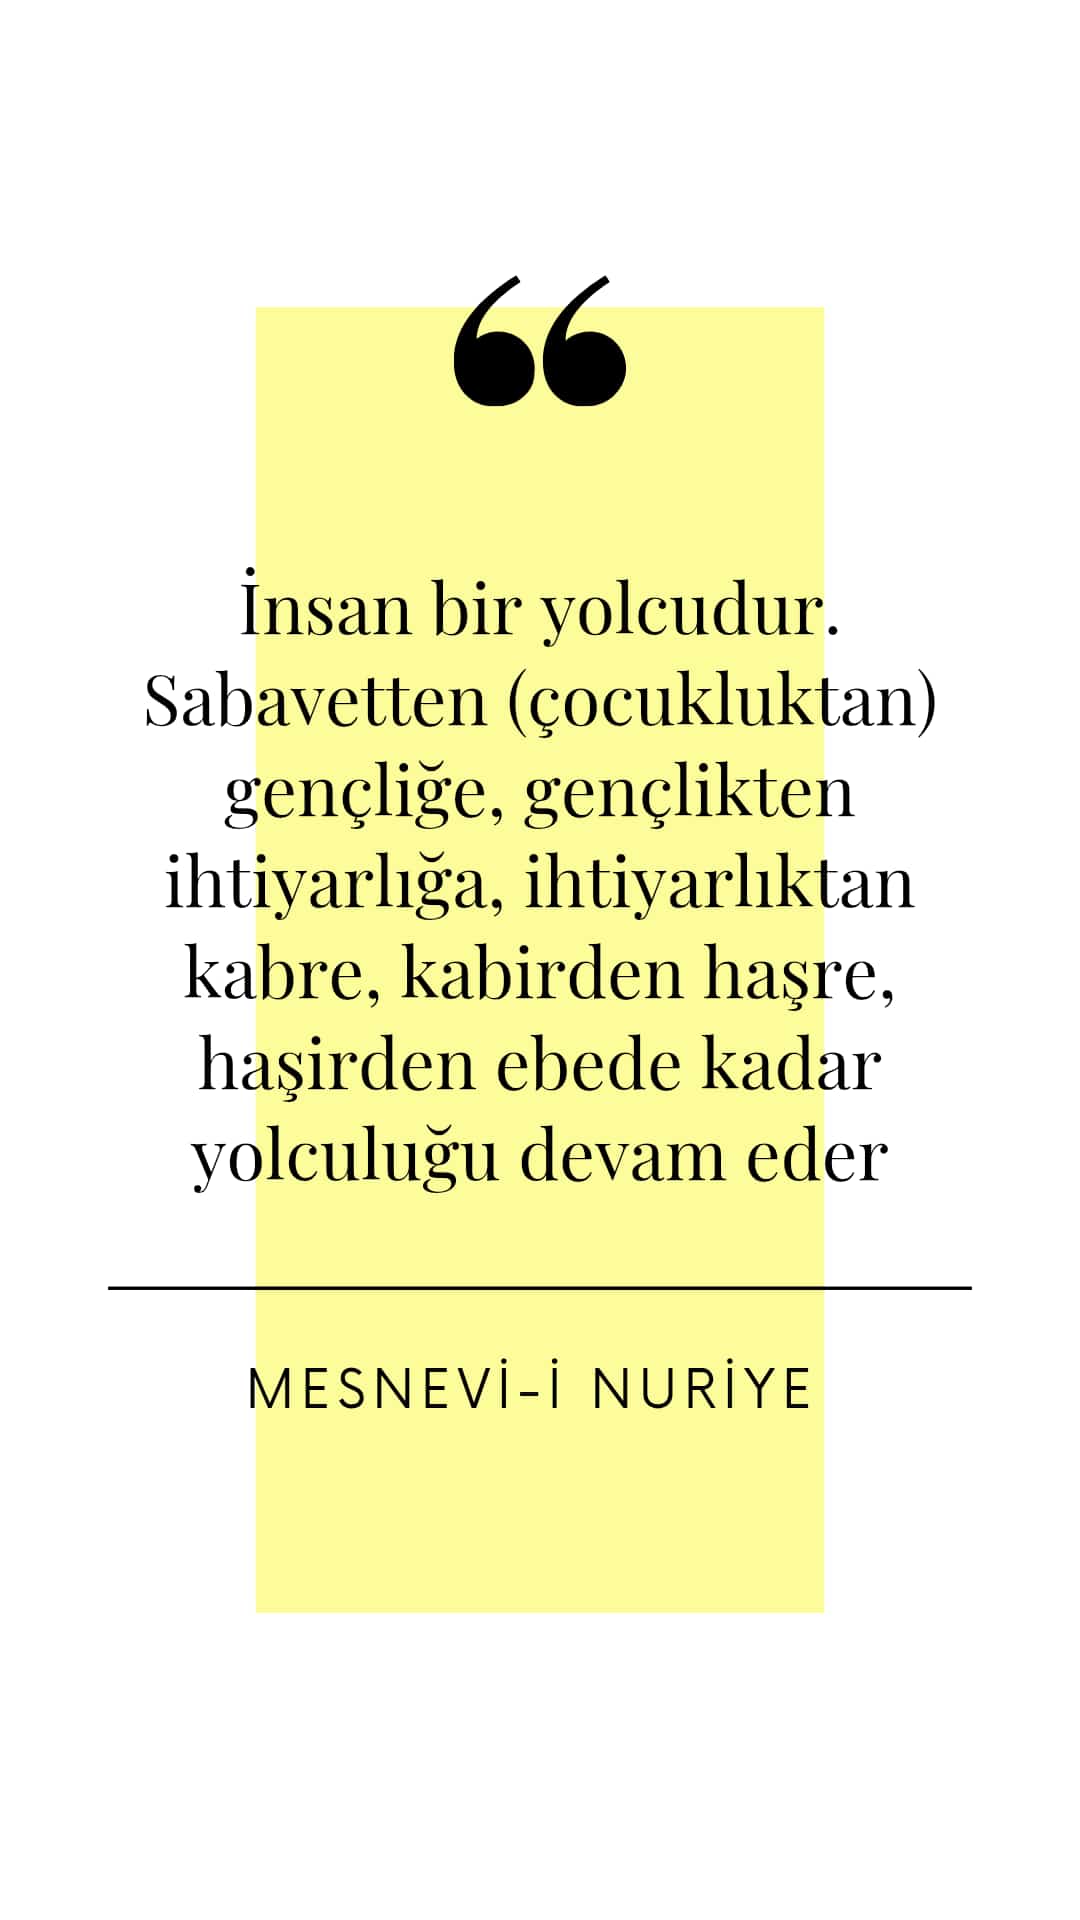 “
İnsan bir yolcudur.
Sabavetten (çocukluktan)
gençliğe, gençlikten
ihtiyarlığa, ihtiyarlıktan
kabre, kabirden haşre,
haşirden ebede kadar
yolculuğu devam eder
MESNEVİ-İ NURİYE